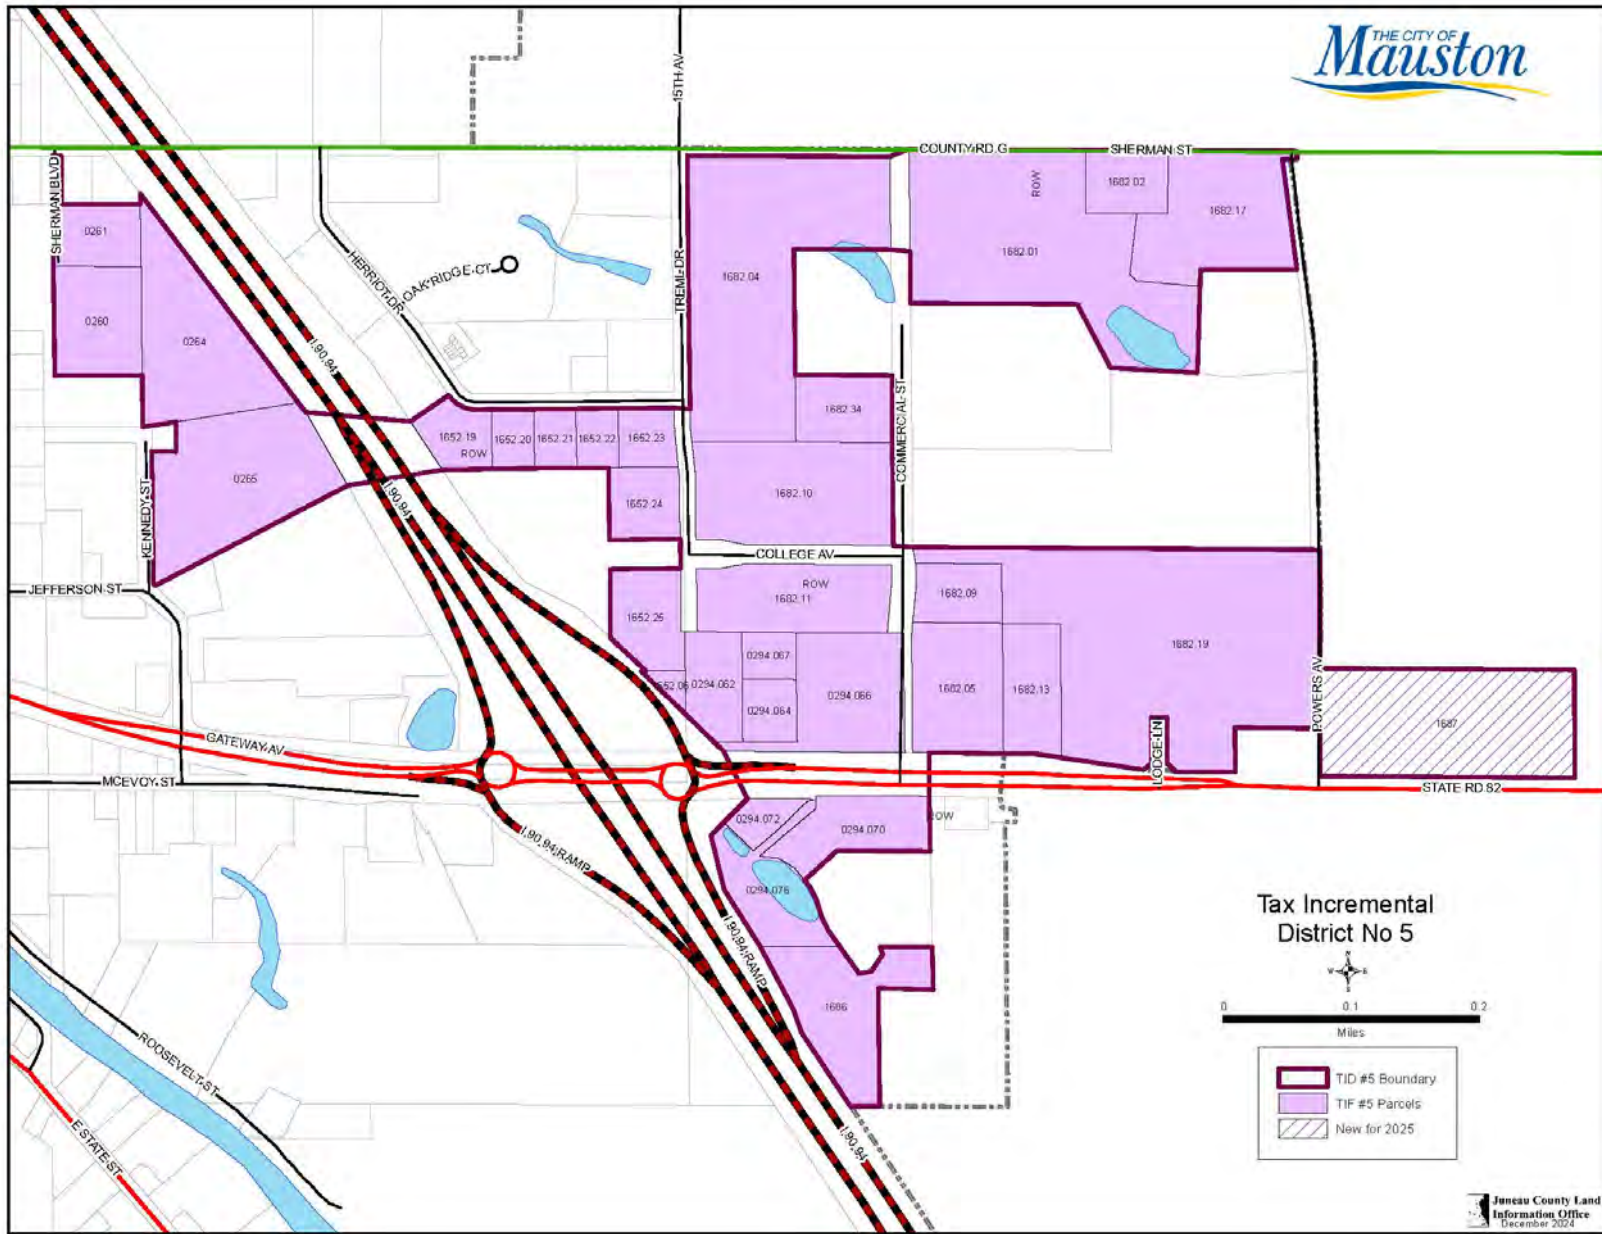 THE CITY OF
Mauston
15TH AV
COUNTY RD G
SHERMAN ST
SHERMAN BLVD
ROW
1682.02
1682.17
0261
HERRIOT DR
OAK RIDGE CT
TREML DR
1682.04
1682.01
0260
0264
I 90.94
COMMERCIAL ST
1682.34
1652.19
1652.20
1652.21
1652.22
1652.23
ROW
0265
I 90.94
1682.10
1652.24
KENNEDY ST
COLLEGE AV
JEFFERSON ST
ROW
1682.11
1682.09
1652.25
1682.19
0294.067
0294.062
0294.066
1682.05
1682.13
0294.064
POWERS AV
1687
GATEWAY AV
LODGE LN
MCEVOY ST
STATE RD 82
0294.072
0294.070
ROW
I 90.94 RAMP
0294.076
I 90.94 RAMP
1686
ROOSEVELT ST
E STATE ST
I 90.94
Tax Incremental
District No 5
N
W E
S
0 0.1 0.2
Miles
TID #5 Boundary
TIF #5 Parcels
New for 2025
Juneau County Land
Information Office
December 2024